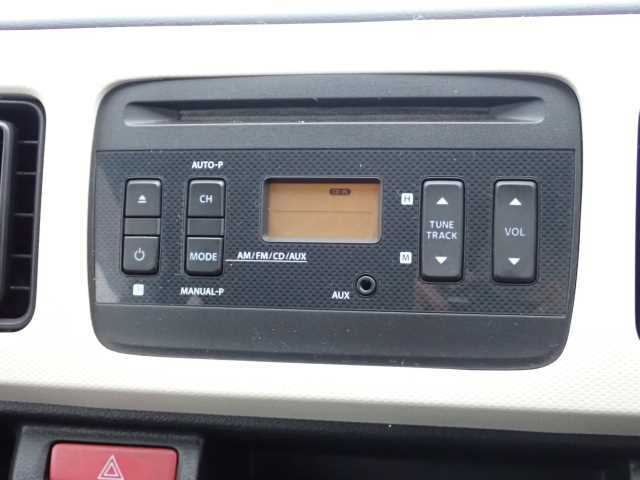 AUTO-P
CH
MODE
AM/FM/CD/AUX
MANUAL-P
AUX
H
M
TUNE
TRACK
VOL